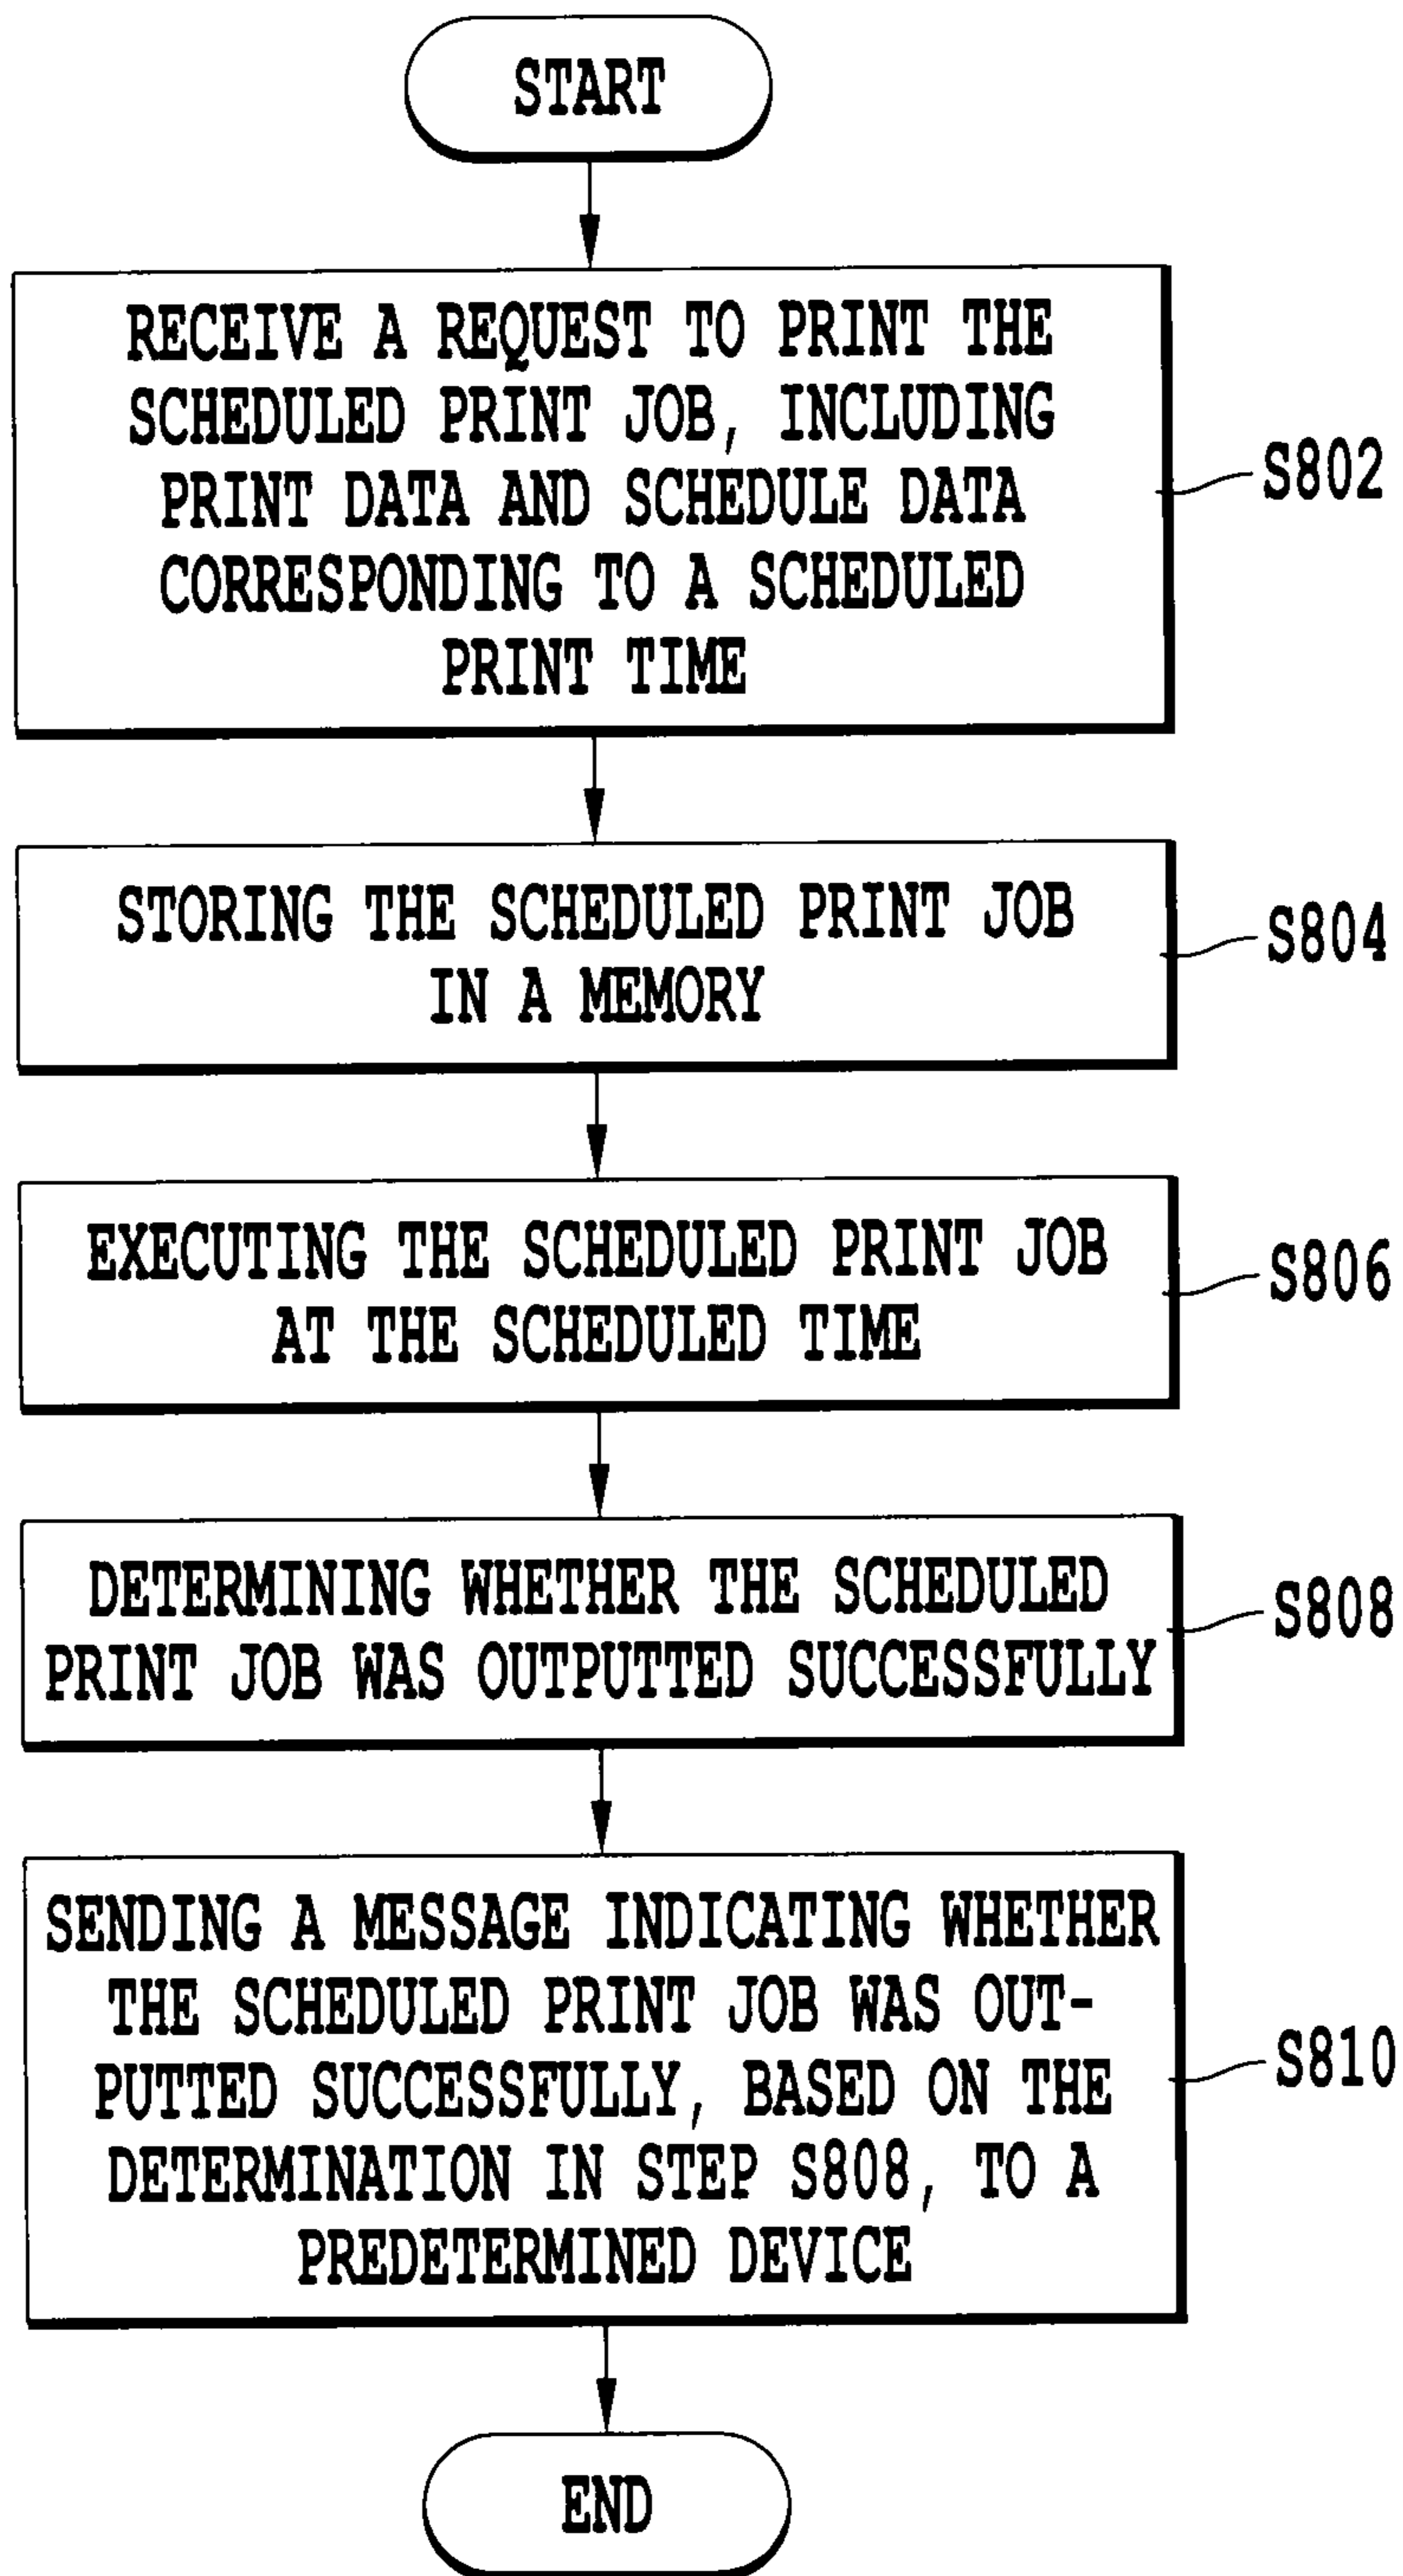 START
RECEIVE A REQUEST TO PRINT THE
SCHEDULED PRINT JOB, INCLUDING
PRINT DATA AND SCHEDULE DATA
CORRESPONDING TO A SCHEDULED
PRINT TIME
S802
STORING THE SCHEDULED PRINT JOB
IN A MEMORY
S804
EXECUTING THE SCHEDULED PRINT JOB
AT THE SCHEDULED TIME
S806
DETERMINING WHETHER THE SCHEDULED
PRINT JOB WAS OUTPUTTED SUCCESSFULLY
S808
SENDING A MESSAGE INDICATING WHETHER
THE SCHEDULED PRINT JOB WAS OUT-
PUTTED SUCCESSFULLY, BASED ON THE
DETERMINATION IN STEP S808, TO A
PREDETERMINED DEVICE
S810
END